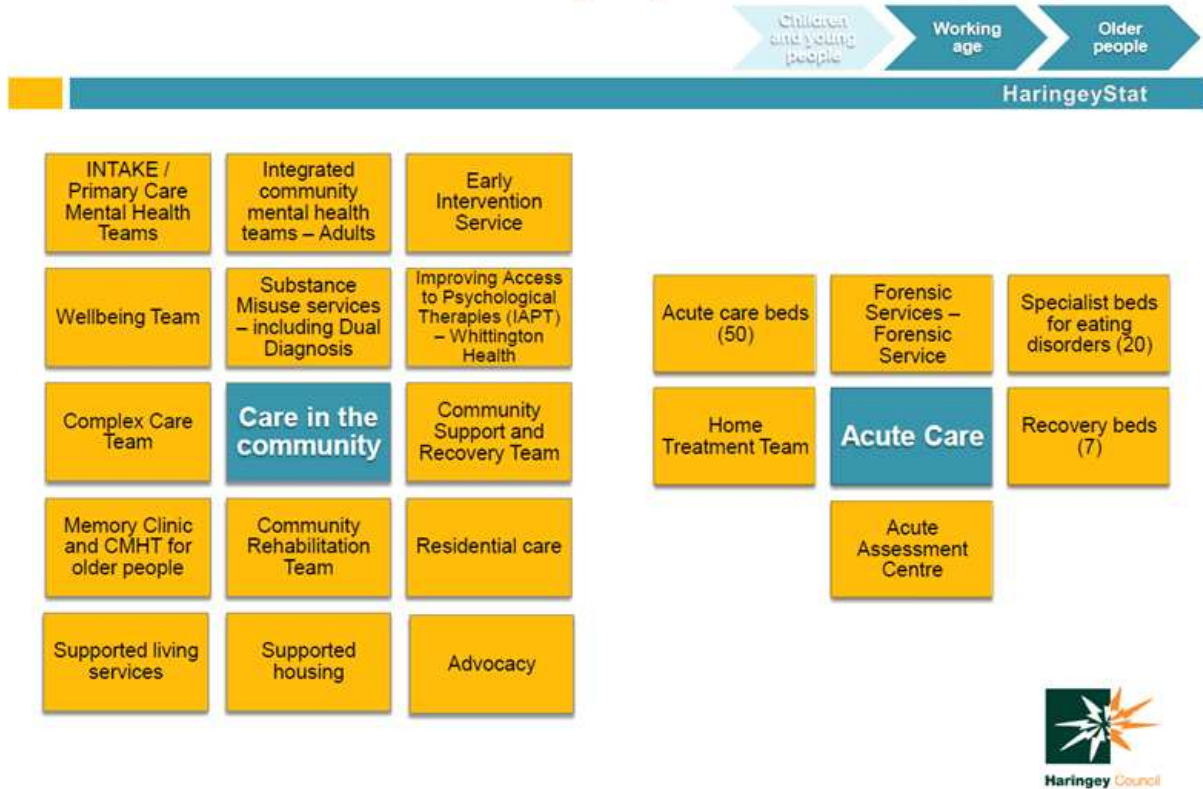 Children
and young
people
Working
age
Older
people
HaringeyStat
INTAKE /
Primary Care
Mental Health
Teams
Integrated
community
mental health
teams – Adults
Early
Intervention
Service
Wellbeing Team
Substance
Misuse services
– including Dual
Diagnosis
Improving Access
to Psychological
Therapies (IAPT)
– Whittington
Health
Complex Care
Team
Care in the
community
Community
Support and
Recovery Team
Memory Clinic
and CMHT for
older people
Community
Rehabilitation
Team
Residential care
Supported living
services
Supported
housing
Advocacy
Acute care beds
(50)
Forensic
Services –
Forensic
Service
Specialist beds
for eating
disorders (20)
Home
Treatment Team
Acute Care
Recovery beds
(7)
Acute
Assessment
Centre
Haringey Council